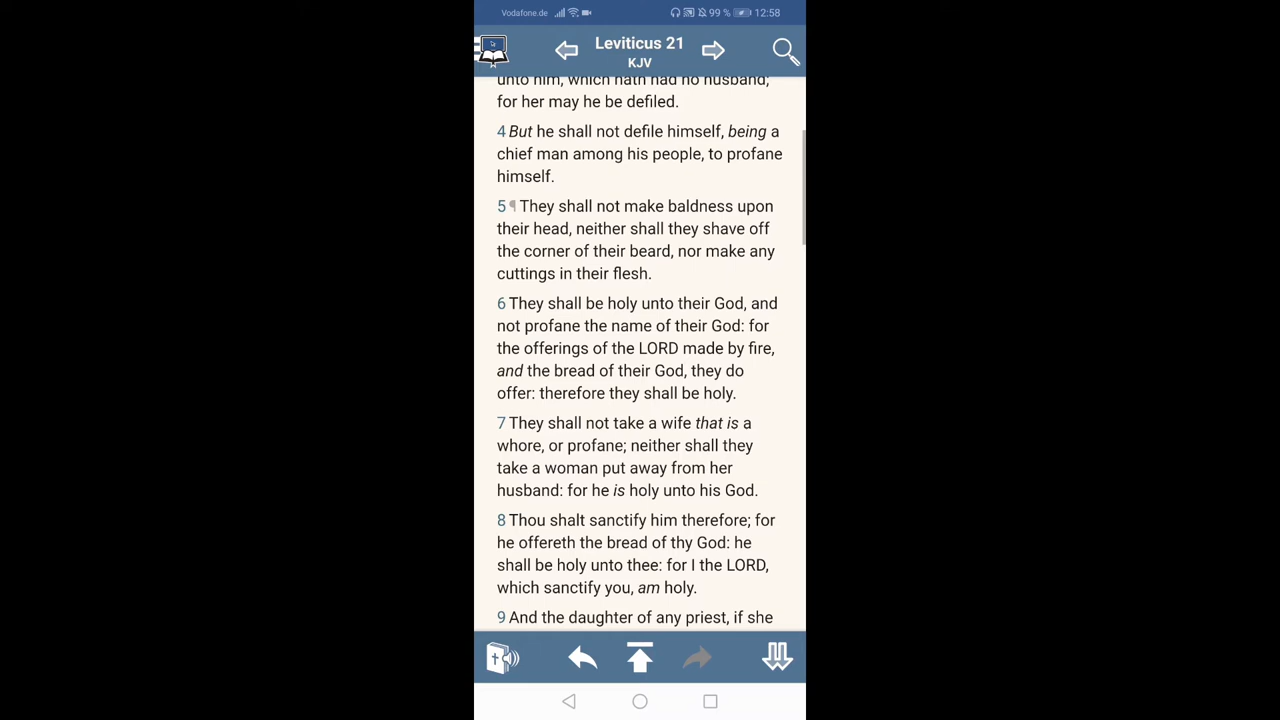 Vodafone.de 99 % 12:58
Leviticus 21
KJV
unto him, which hath had no husband;
for her may he be defiled.
4 But he shall not defile himself, being a
chief man among his people, to profane
himself.
5 ¶ They shall not make baldness upon
their head, neither shall they shave off
the corner of their beard, nor make any
cuttings in their flesh.
6 They shall be holy unto their God, and
not profane the name of their God: for
the offerings of the LORD made by fire,
and the bread of their God, they do
offer: therefore they shall be holy.
7 They shall not take a wife that is a
whore, or profane; neither shall they
take a woman put away from her
husband: for he is holy unto his God.
8 Thou shalt sanctify him therefore; for
he offereth the bread of thy God: he
shall be holy unto thee: for I the LORD,
which sanctify you, am holy.
9 And the daughter of any priest, if she